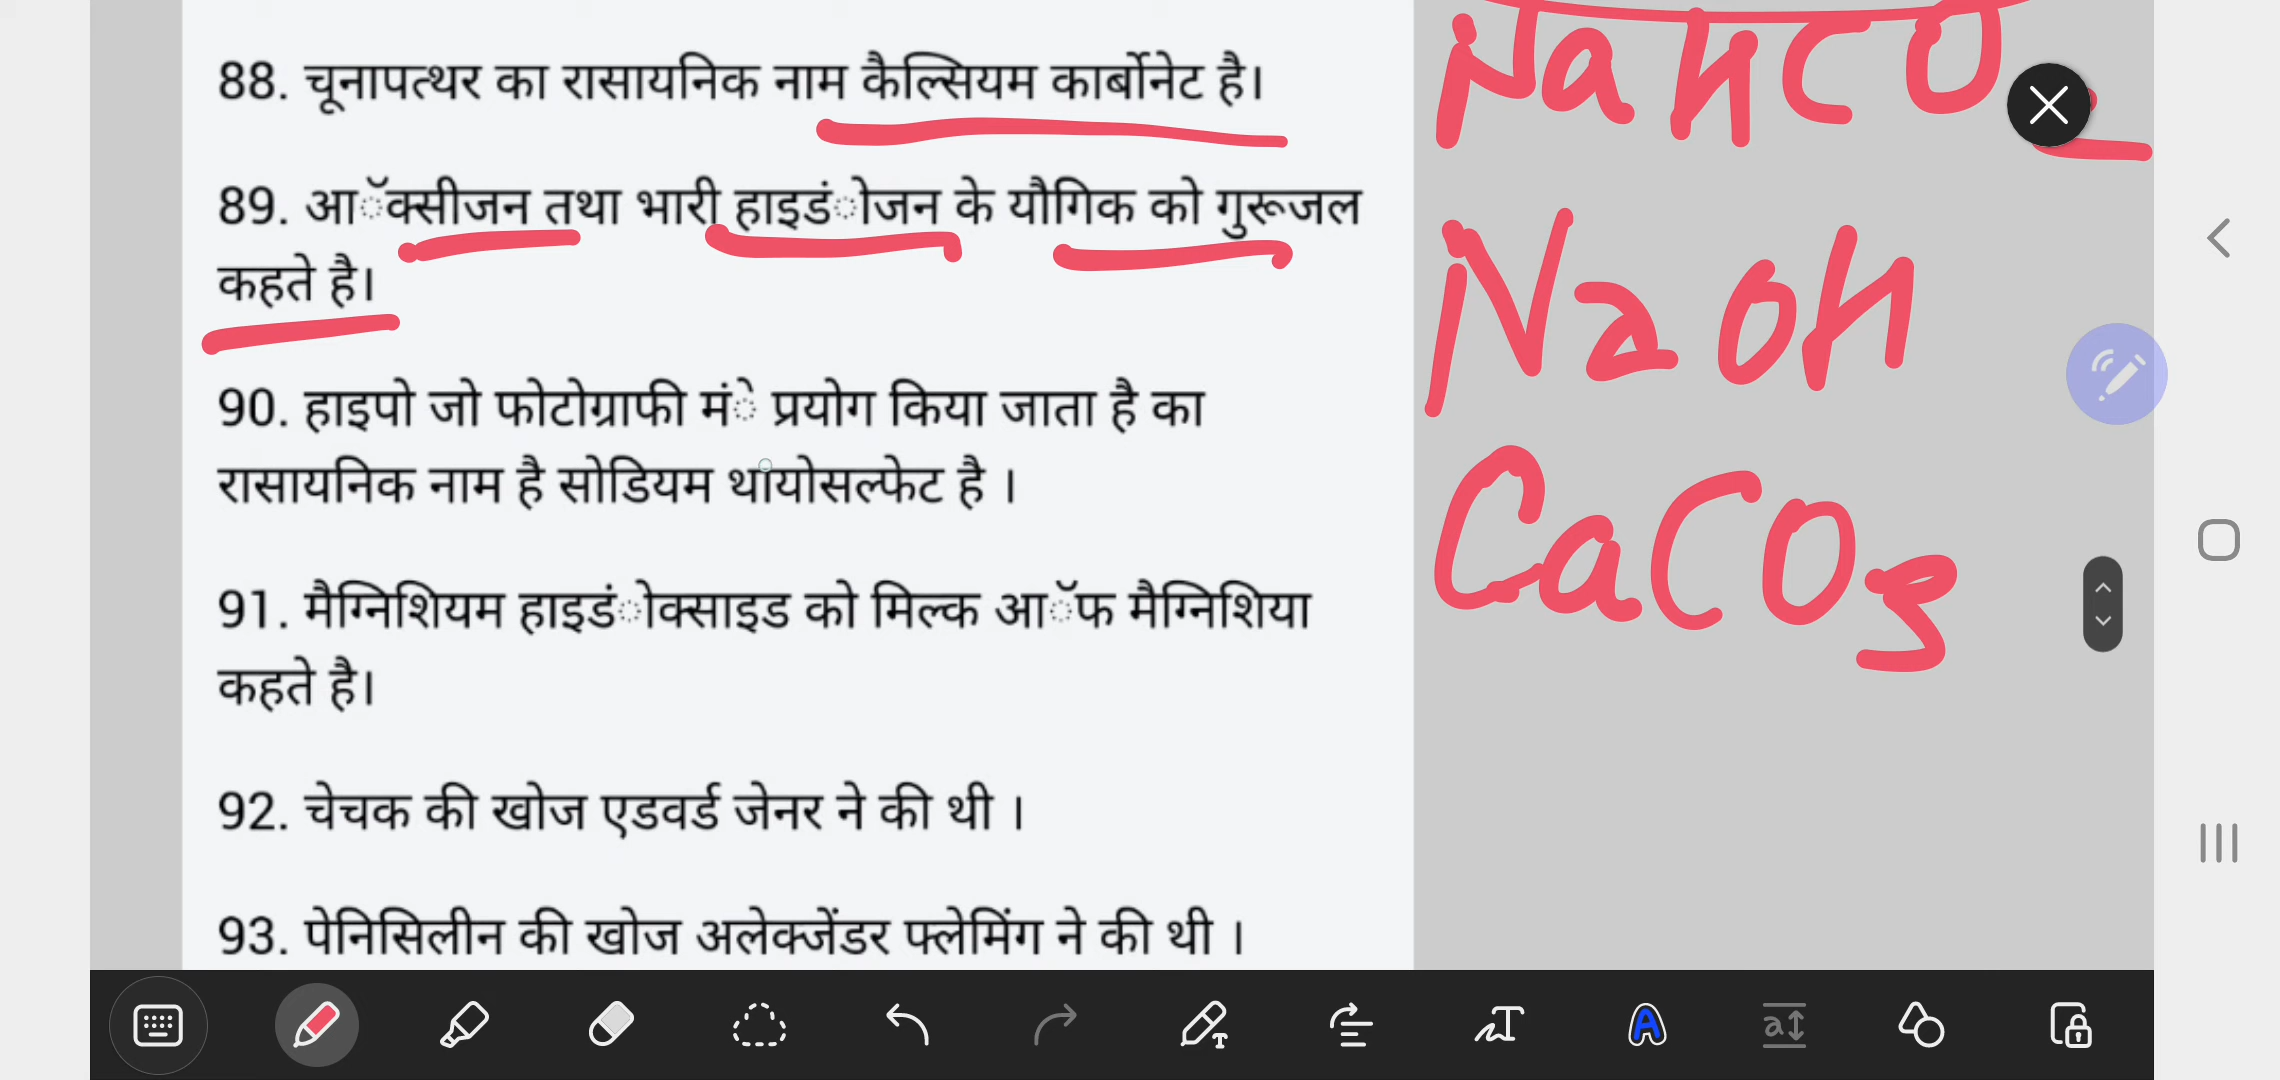 88. चूनापत्थर का रासायनिक नाम कैल्सियम कार्बोनेट है।
89. आॅक्सीजन तथा भारी हाइडंोजन के यौगिक को गुरूजल
कहते है।
90. हाइपो जो फोटोग्राफी मंे प्रयोग किया जाता है का
रासायनिक नाम है सोडियम थायोसल्फेट है ।
91. मैग्निशियम हाइडंोक्साइड को मिल्क आॅफ मैग्निशिया
कहते है।
92. चेचक की खोज एडवर्ड जेनर ने की थी ।
93. पेनिसिलीन की खोज अलेक्जेंडर फ्लेमिंग ने की थी ।
NaHCO
NaOH
CaCO3